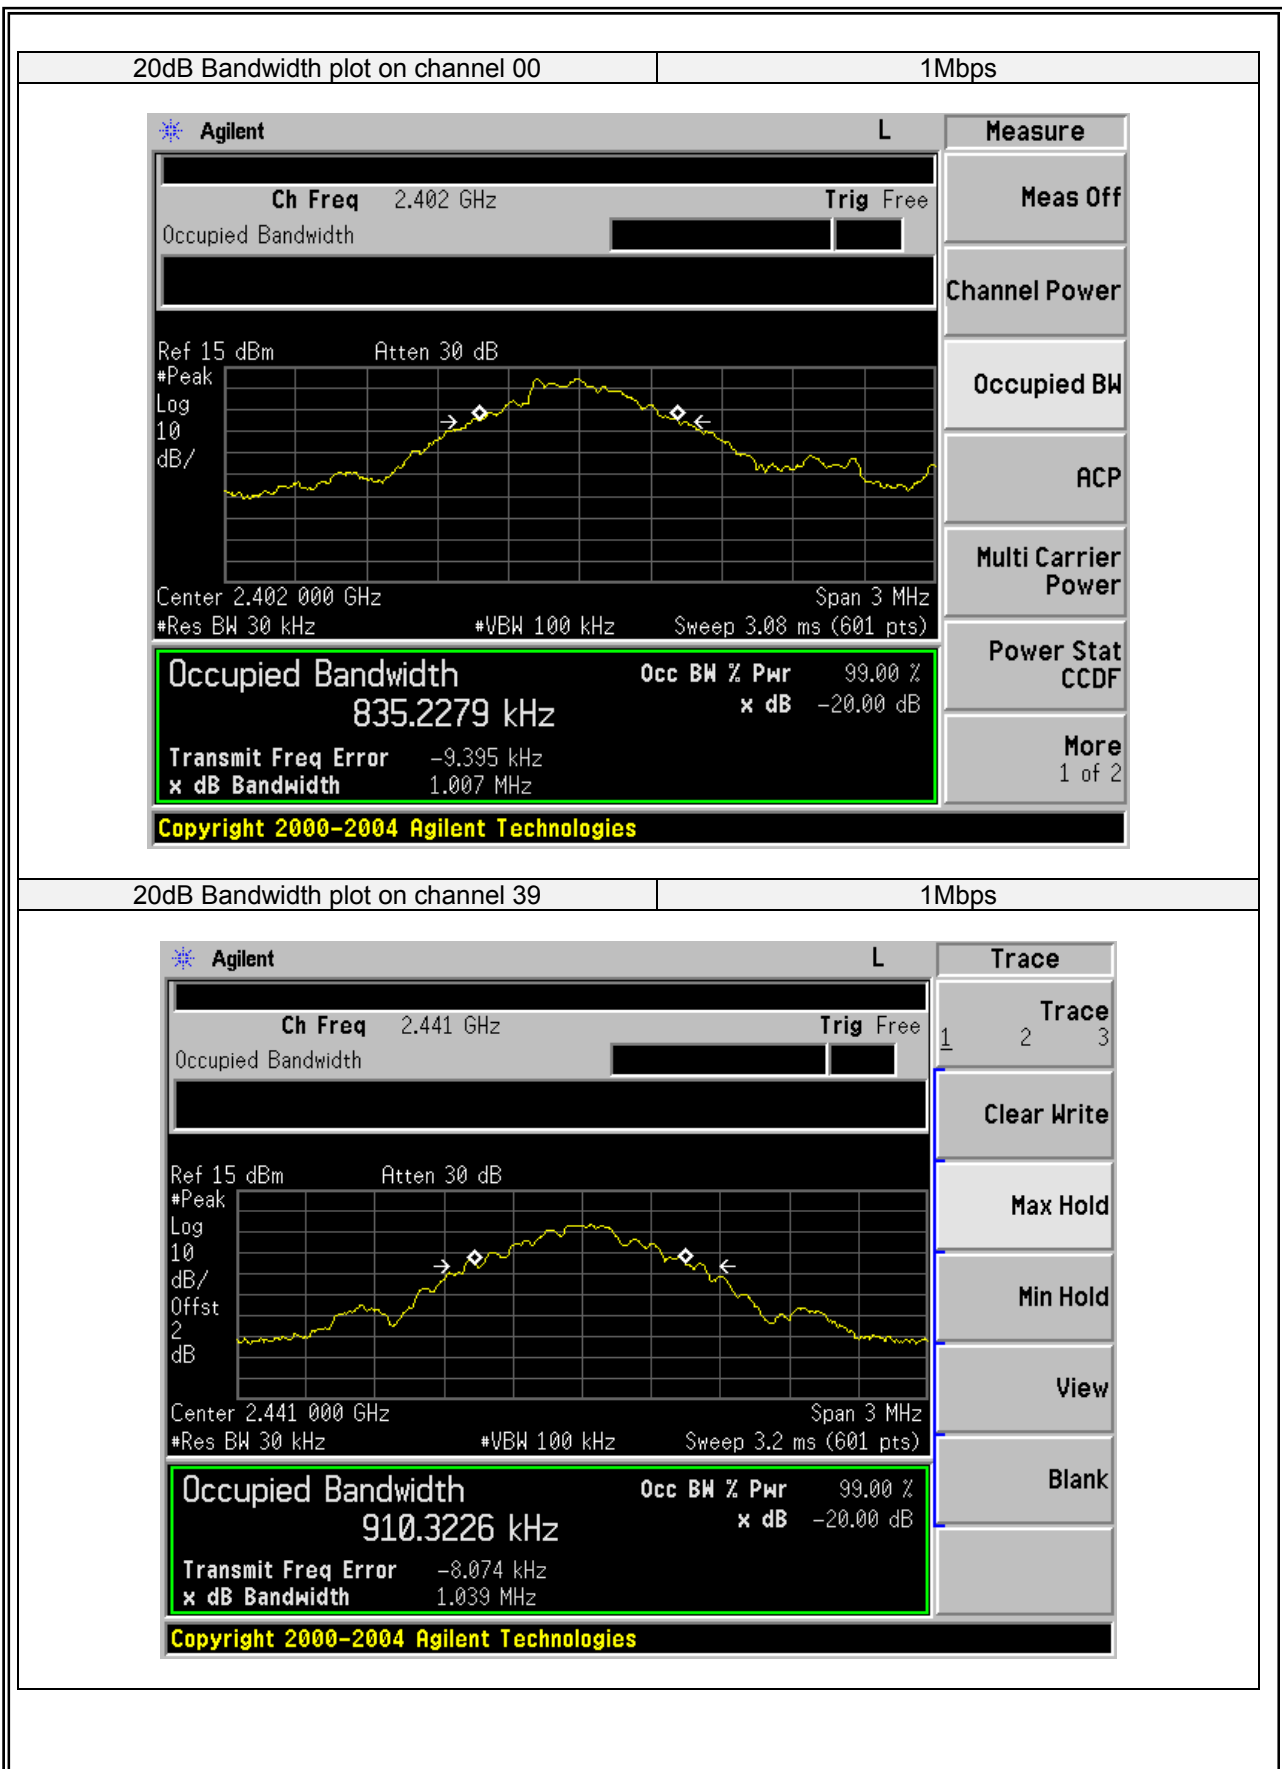 20dB Bandwidth plot on channel 00 1Mbps
Agilent L Measure
Ch Freq 2.402 GHz Trig Free
Occupied Bandwidth
Meas Off
Channel Power
Occupied BW
ACP
Multi Carrier
Power
Power Stat
CCDF
More
1 of 2
Ref 15 dBm Atten 30 dB
#Peak
Log
10
dB/
Center 2.402 000 GHz Span 3 MHz
#Res BW 30 kHz #VBW 100 kHz Sweep 3.08 ms (601 pts)
Occupied Bandwidth Occ BW % Pwr 99.00 %
835.2279 kHz x dB -20.00 dB
Transmit Freq Error -9.395 kHz
x dB Bandwidth 1.007 MHz
Copyright 2000-2004 Agilent Technologies
20dB Bandwidth plot on channel 39 1Mbps
Agilent L Trace
Ch Freq 2.441 GHz Trig Free
Occupied Bandwidth
Trace
1 2 3
Clear Write
Max Hold
Min Hold
View
Blank
Ref 15 dBm Atten 30 dB
#Peak
Log
10
dB/
Offst
2
dB
Center 2.441 000 GHz Span 3 MHz
#Res BW 30 kHz #VBW 100 kHz Sweep 3.2 ms (601 pts)
Occupied Bandwidth Occ BW % Pwr 99.00 %
910.3226 kHz x dB -20.00 dB
Transmit Freq Error -8.074 kHz
x dB Bandwidth 1.039 MHz
Copyright 2000-2004 Agilent Technologies